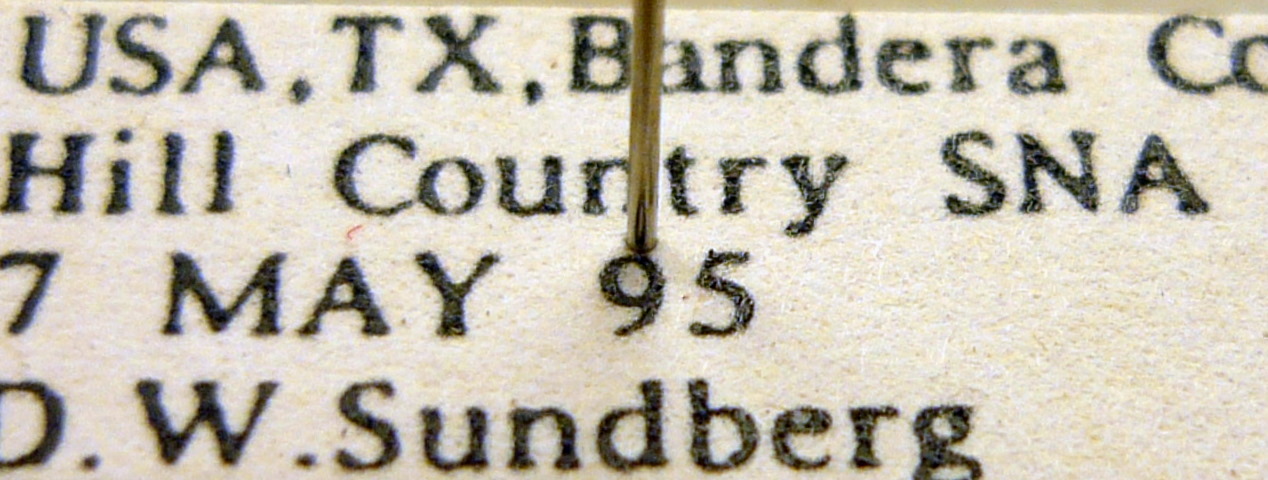 USA,TX,Bandera Co
Hill Country SNA
7 MAY 95
D.W.Sundberg